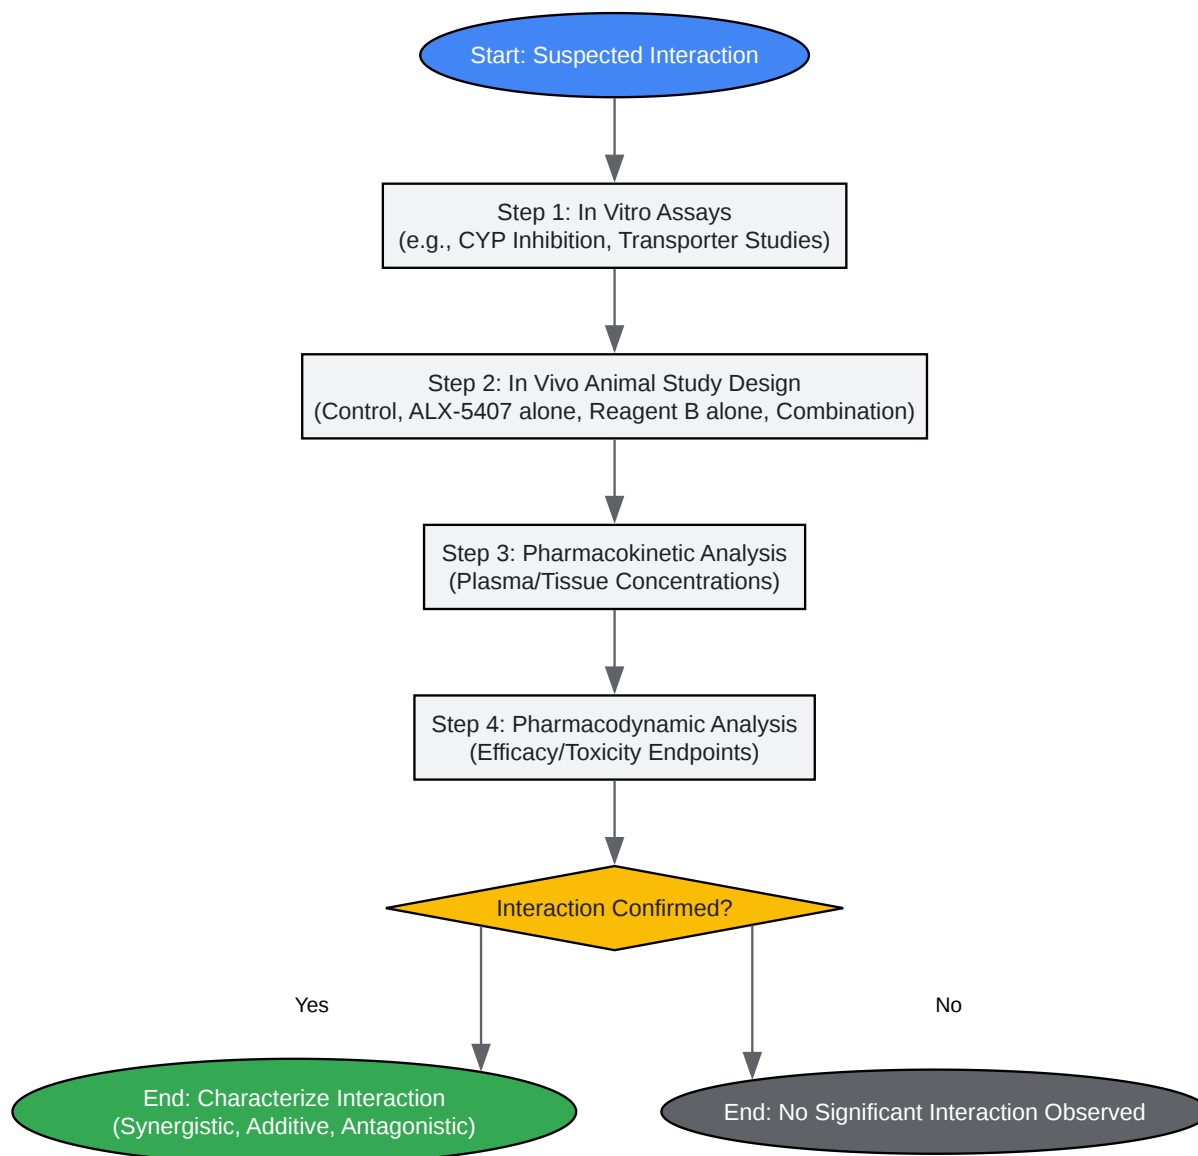 Start: Suspected Interaction
Step 1: In Vitro Assays
(e.g., CYP Inhibition, Transporter Studies)
Step 2: In Vivo Animal Study Design
(Control, ALX-5407 alone, Reagent B alone, Combination)
Step 3: Pharmacokinetic Analysis
(Plasma/Tissue Concentrations)
Step 4: Pharmacodynamic Analysis
(Efficacy/Toxicity Endpoints)
Interaction Confirmed?
Yes
No
End: Characterize Interaction
(Synergistic, Additive, Antagonistic)
End: No Significant Interaction Observed